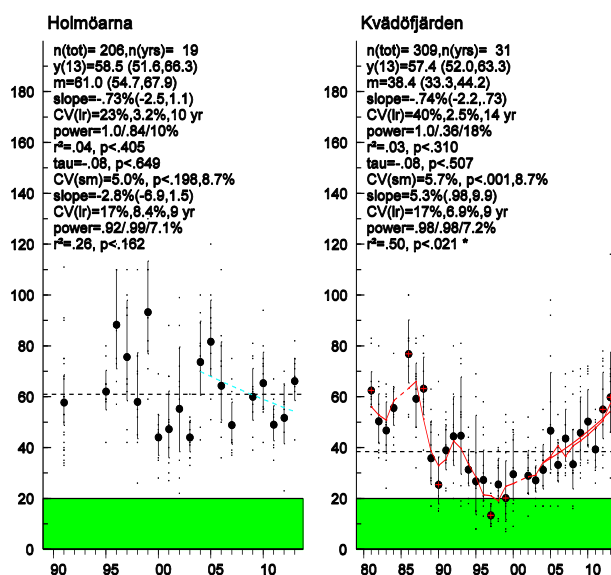 Holmöarna
n(tot)= 206,n(yrs)= 19
y(13)=58.5 (51.6,66.3)
m=61.0 (54.7,67.9)
slope=-.73%(-2.5,1.1)
CV(lr)=23%,3.2%,10 yr
power=1.0/.84/10%
r²=.04, p<.405
tau=-.08, p<.649
CV(sm)=5.0%, p<.198,8.7%
slope=-2.8%(-6.9,1.5)
CV(lr)=17%,8.4%,9 yr
power=.92/.99/7.1%
r²=.26, p<.162
180
160
140
120
100
80
60
40
20
0
90 95 00 05 10
Kvädöfjärden
n(tot)= 309,n(yrs)= 31
y(13)=57.4 (52.0,63.3)
m=38.4 (33.3,44.2)
slope=-.74%(-2.2,.73)
CV(lr)=40%,2.5%,14 yr
power=1.0/.36/18%
r²=.03, p<.310
tau=-.08, p<.507
CV(sm)=5.7%, p<.001,8.7%
slope=5.3%(.98,9.9)
CV(lr)=17%,6.9%,9 yr
power=.98/.98/7.2%
r²=.50, p<.021 *
180
160
140
120
100
80
60
40
20
0
80 85 90 95 00 05 10